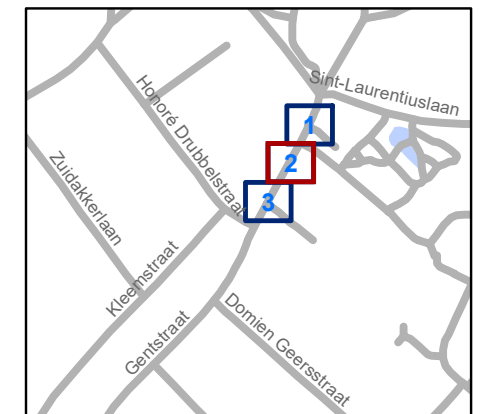 Sint-Laurentiuslaan
Honoré Drubbelstraat
1
2
3
Zuidakkerlaan
Kleemstraat
Gentstraat
Domien Geersstraat